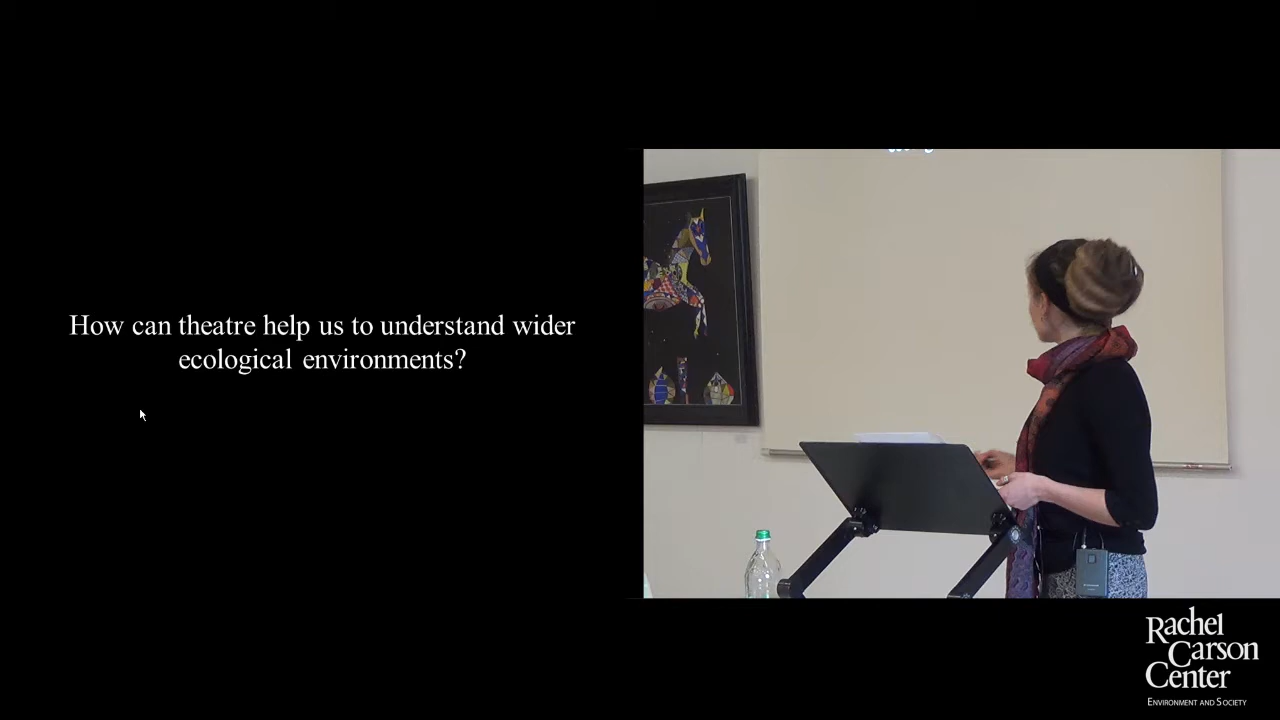 How can theatre help us to understand wider
ecological environments?
Rachel
Carson
Center
ENVIRONMENT AND SOCIETY